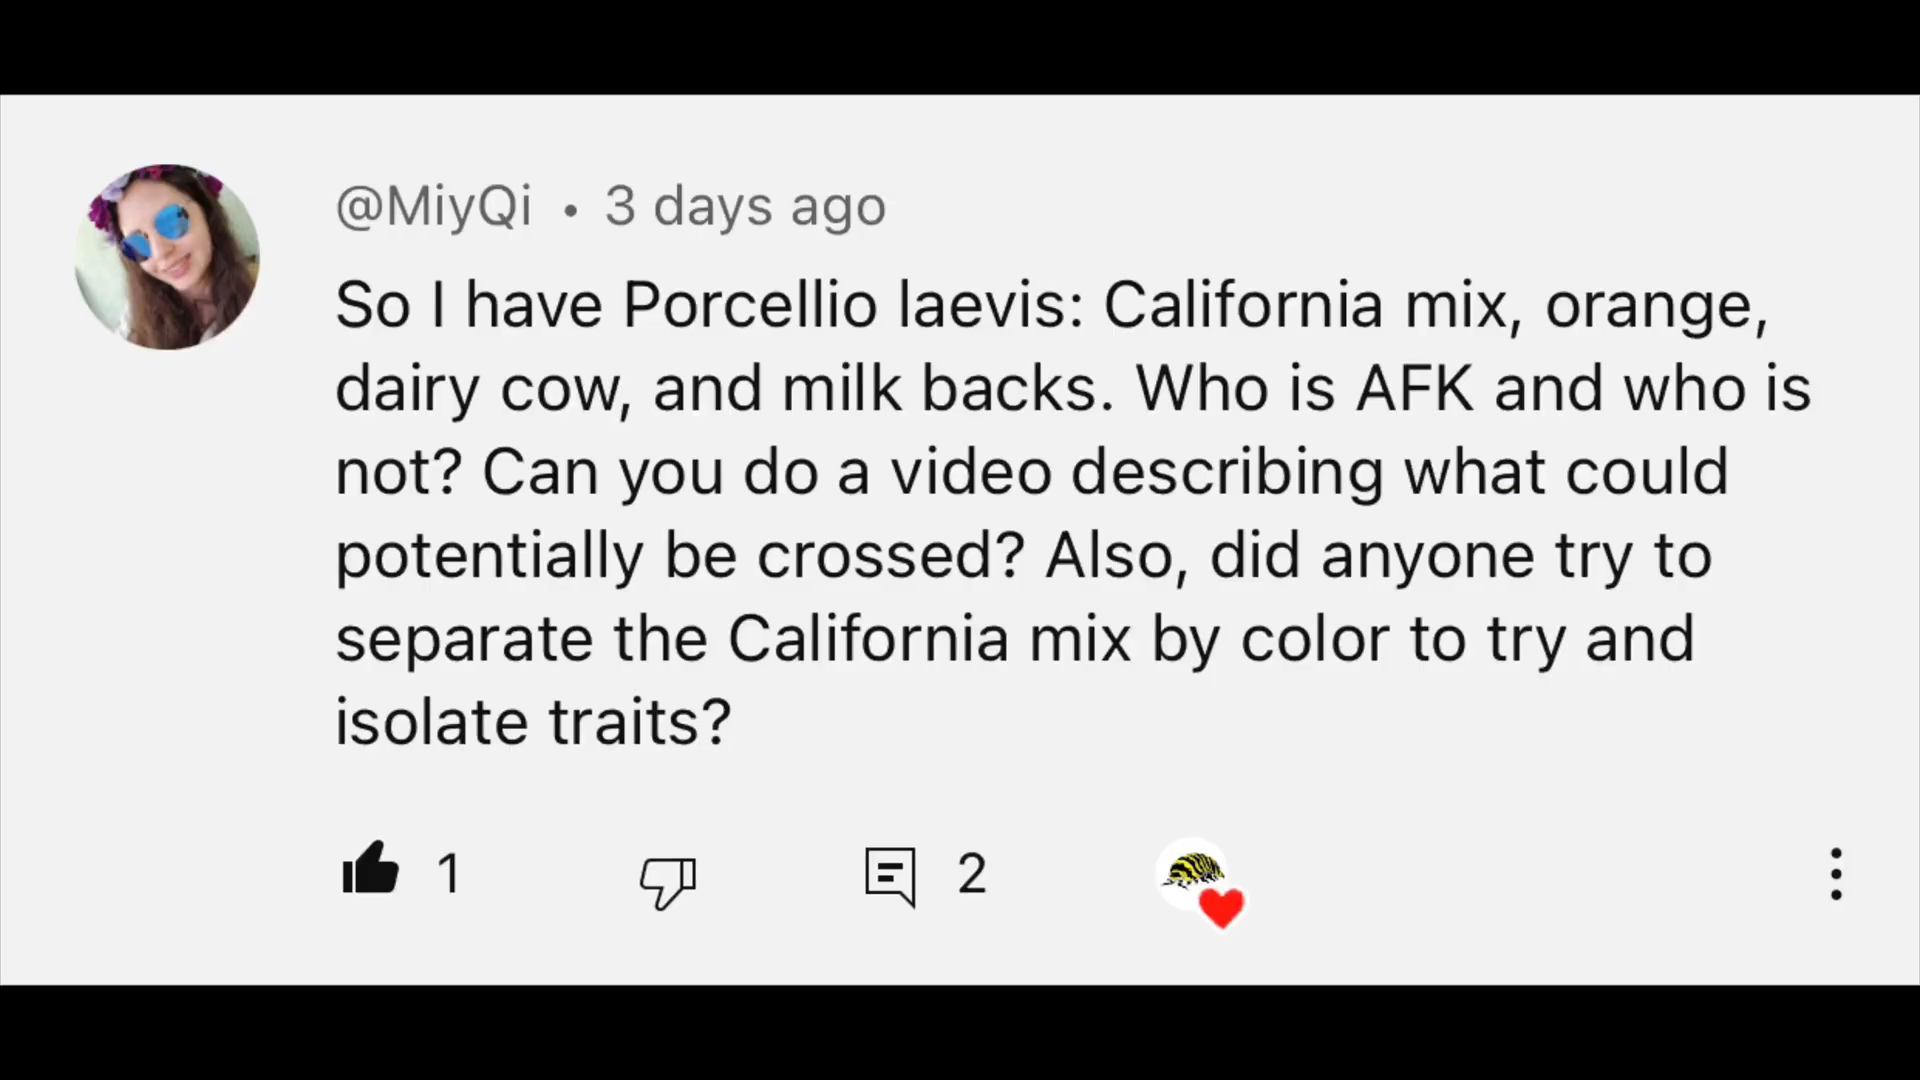 @MiyQi • 3 days ago
So I have Porcellio laevis: California mix, orange,
dairy cow, and milk backs. Who is AFK and who is
not? Can you do a video describing what could
potentially be crossed? Also, did anyone try to
separate the California mix by color to try and
isolate traits?
1 2